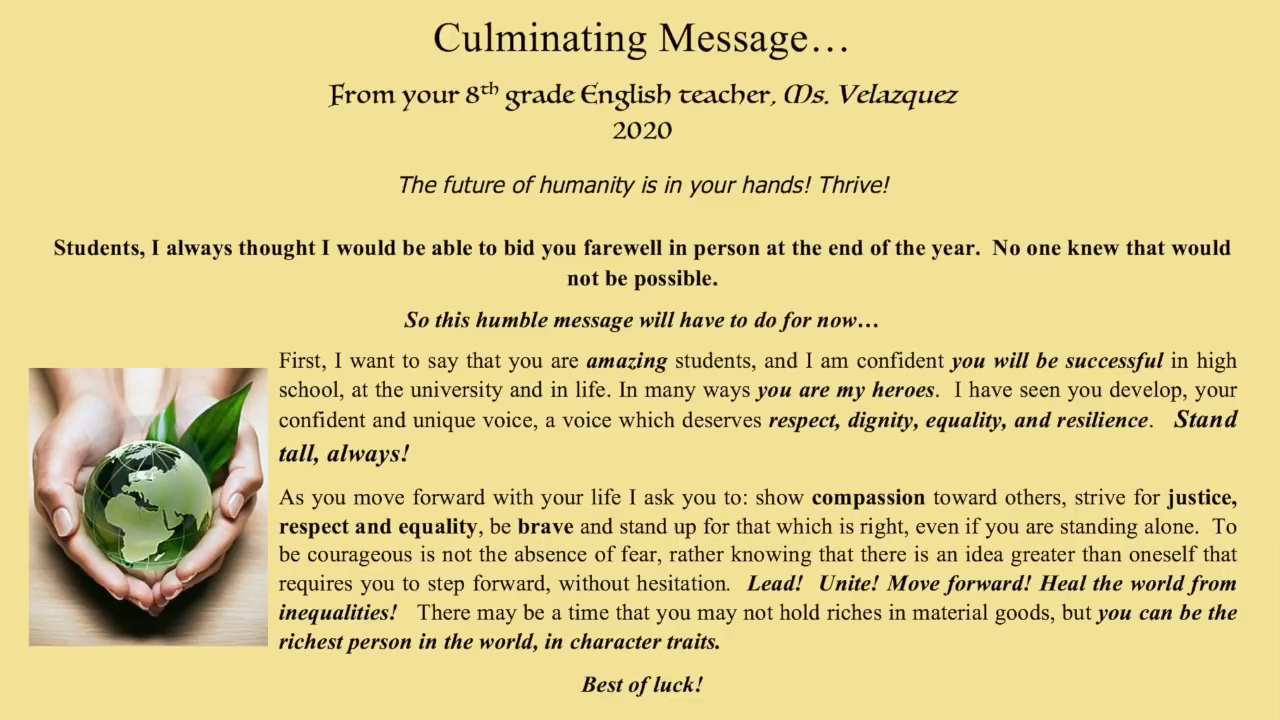 Culminating Message…
From your 8th grade English teacher, Ms. Velazquez
2020
The future of humanity is in your hands! Thrive!
Students, I always thought I would be able to bid you farewell in person at the end of the year.  No one knew that would
not be possible.
So this humble message will have to do for now…
First, I want to say that you are amazing students, and I am confident you will be successful in high
school, at the university and in life. In many ways you are my heroes.  I have seen you develop, your
confident and unique voice, a voice which deserves respect, dignity, equality, and resilience.  Stand
tall, always!
As you move forward with your life I ask you to: show compassion toward others, strive for justice,
respect and equality, be brave and stand up for that which is right, even if you are standing alone.  To
be courageous is not the absence of fear, rather knowing that there is an idea greater than oneself that
requires you to step forward, without hesitation.  Lead!  Unite! Move forward! Heal the world from
inequalities!  There may be a time that you may not hold riches in material goods, but you can be the
richest person in the world, in character traits.
Best of luck!